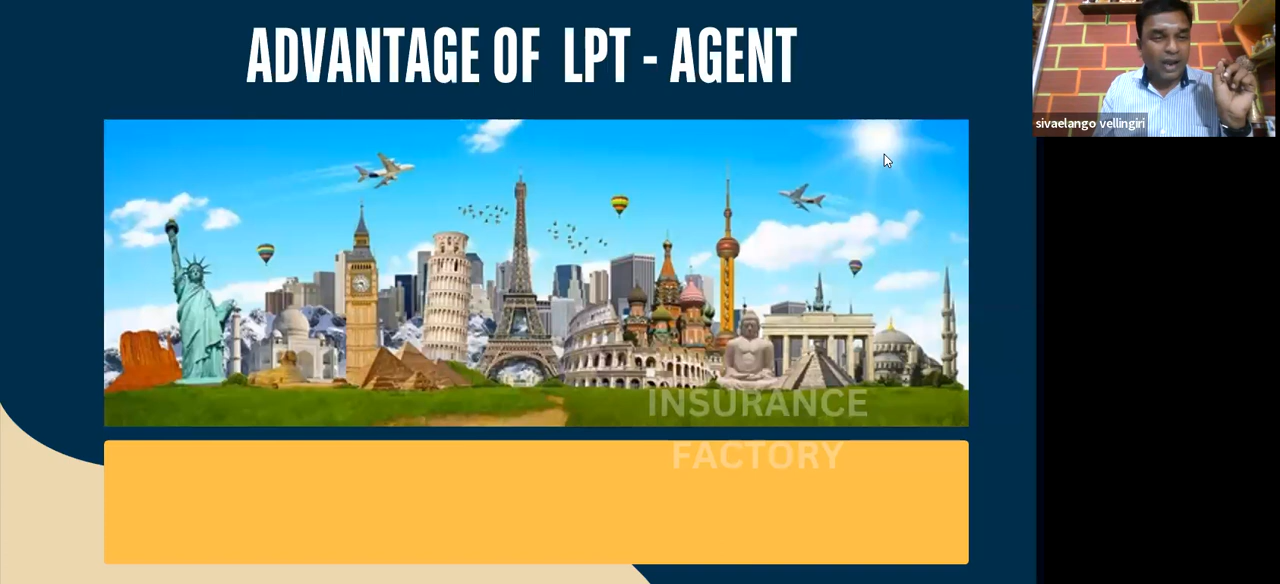 ADVANTAGE OF LPT - AGENT
sivaelango vellingiri
INSURANCE
FACTORY